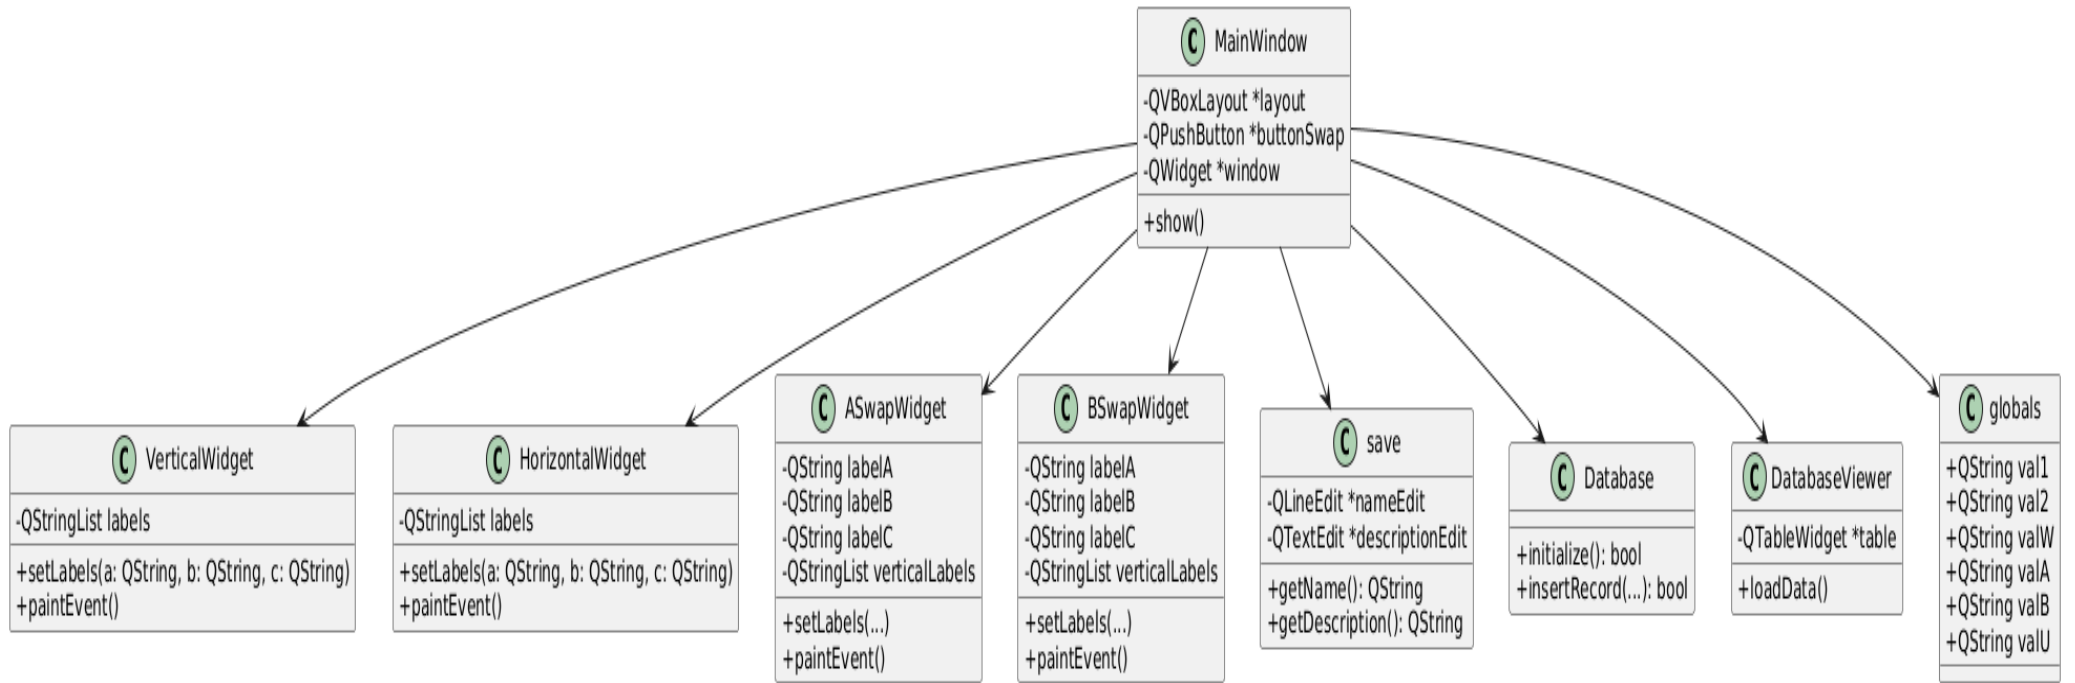 C MainWindow
-QVBoxLayout *layout
-QPushButton *buttonSwap
-QWidget *window
+show()
C VerticalWidget
-QStringList labels
+setLabels(a: QString, b: QString, c: QString)
+paintEvent()
C HorizontalWidget
-QStringList labels
+setLabels(a: QString, b: QString, c: QString)
+paintEvent()
C ASwapWidget
-QString labelA
-QString labelB
-QString labelC
-QStringList verticalLabels
+setLabels(...)
+paintEvent()
C BSwapWidget
-QString labelA
-QString labelB
-QString labelC
-QStringList verticalLabels
+setLabels(...)
+paintEvent()
C save
-QLineEdit *nameEdit
-QTextEdit *descriptionEdit
+getName(): QString
+getDescription(): QString
C Database
+initialize(): bool
+insertRecord(...): bool
C DatabaseViewer
-QTableWidget *table
+loadData()
C globals
+QString val1
+QString val2
+QString valW
+QString valA
+QString valB
+QString valU